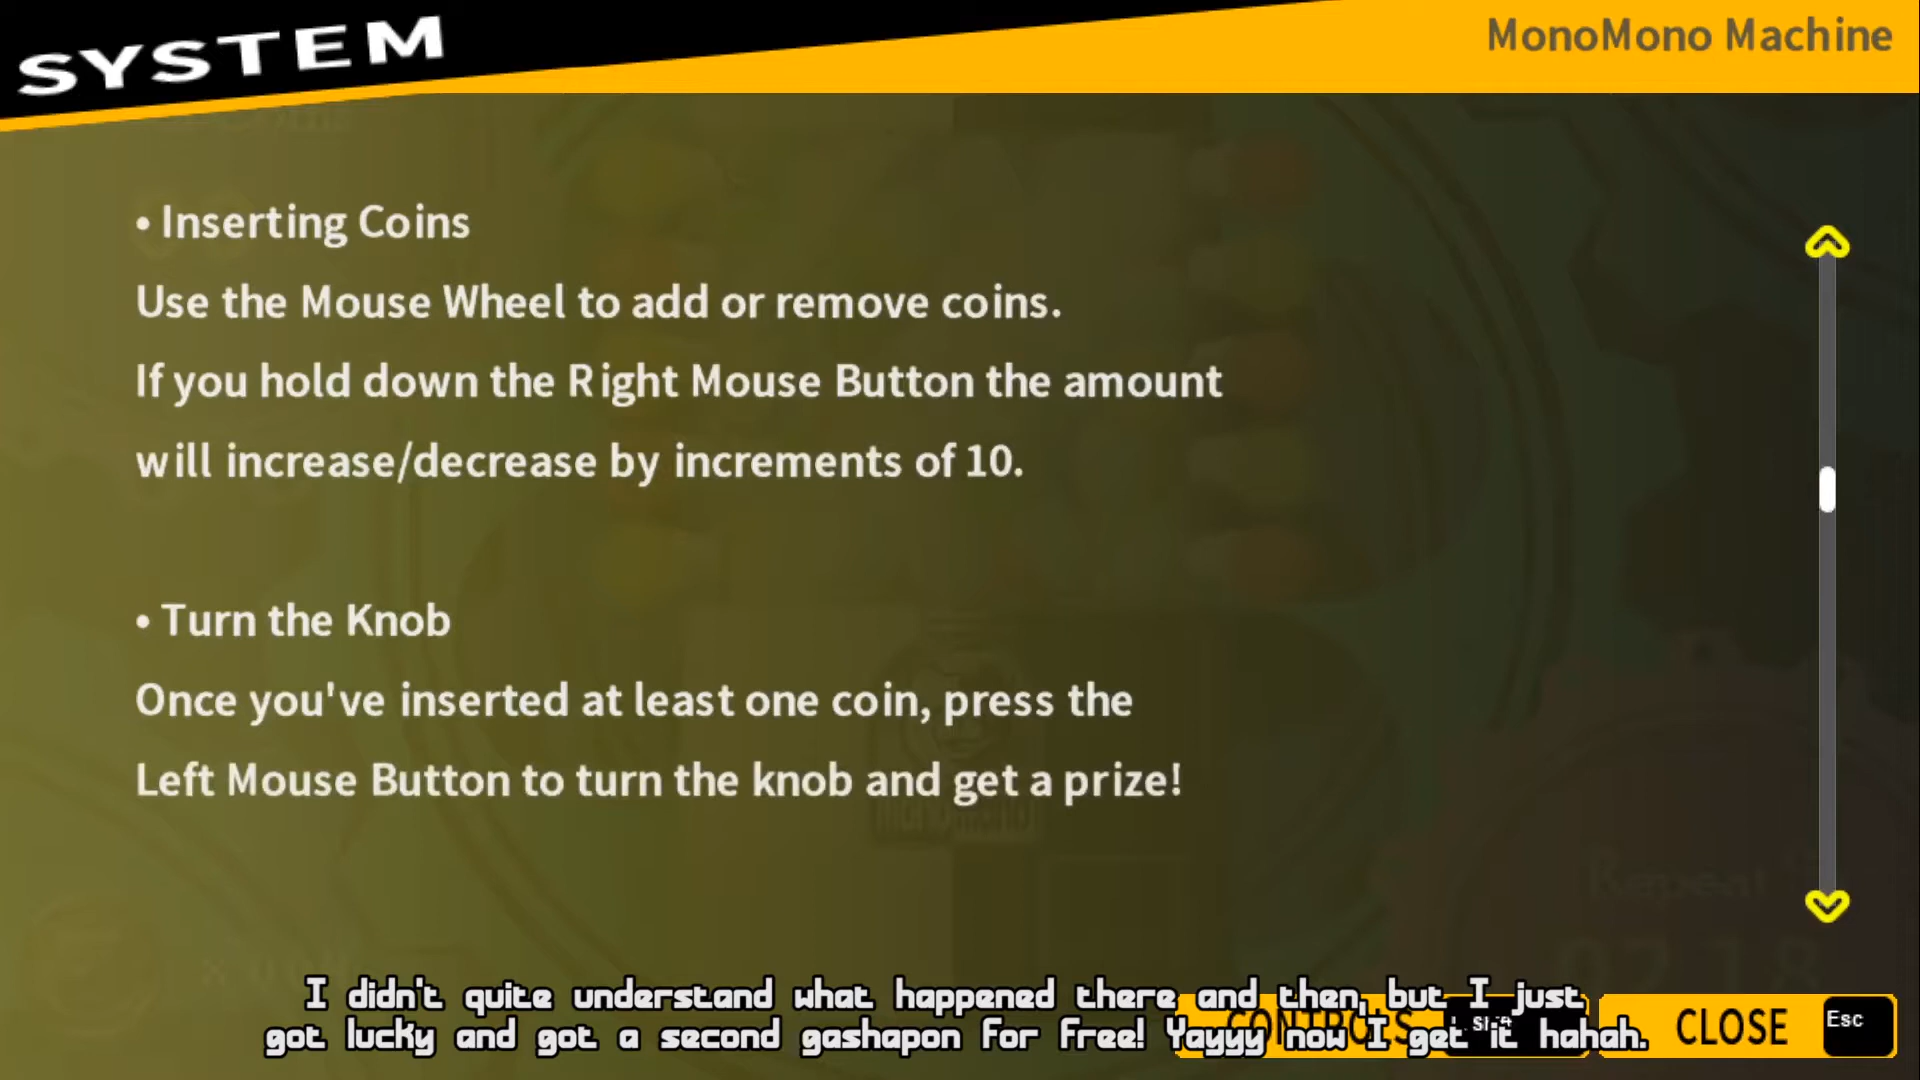 SYSTEM
MonoMono Machine
• Inserting Coins
Use the Mouse Wheel to add or remove coins.
If you hold down the Right Mouse Button the amount
will increase/decrease by increments of 10.
• Turn the Knob
Once you've inserted at least one coin, press the
Left Mouse Button to turn the knob and get a prize!
Repeat
I didn't quite understand what happened there and then, but I just
got lucky and got a second gashapon for free! Yayyy now I get it hahah.
CONTROLS
CLOSE Esc